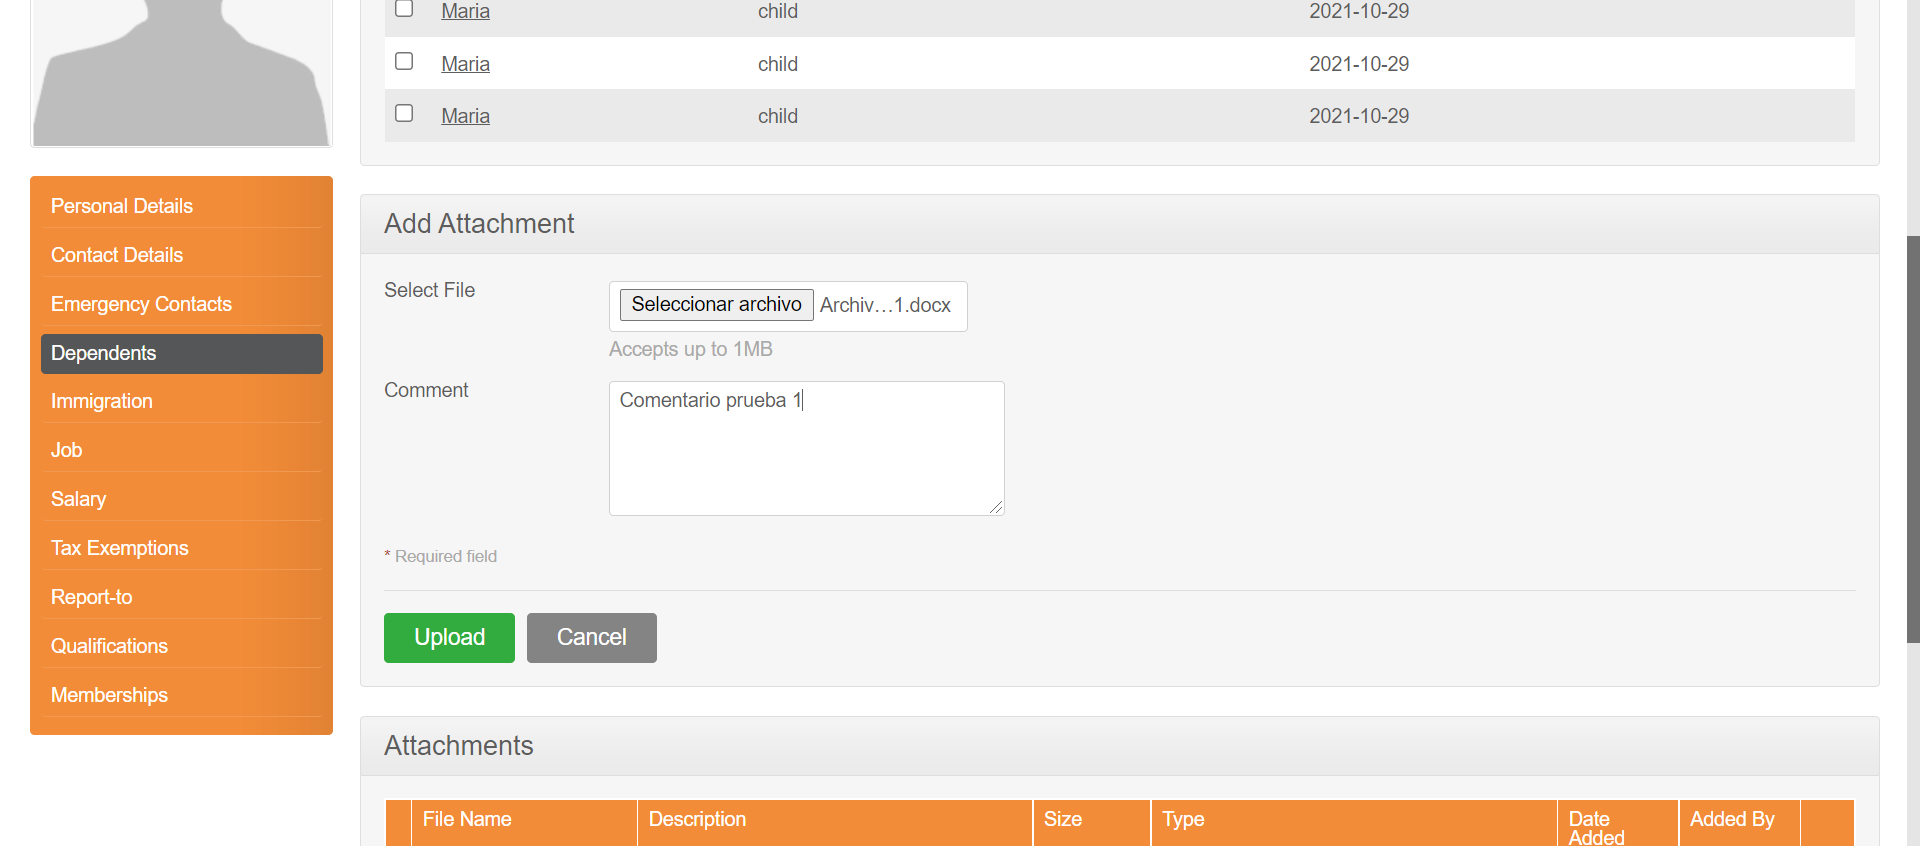 Maria child 2021-10-29
Maria child 2021-10-29
Maria child 2021-10-29
Personal Details
Contact Details
Emergency Contacts
Dependents
Immigration
Job
Salary
Tax Exemptions
Report-to
Qualifications
Memberships
Add Attachment
Select File
Seleccionar archivo Archiv…1.docx
Accepts up to 1MB
Comment
Comentario prueba 1
* Required field
Upload Cancel
Attachments
File Name Description Size Type Date Added Added By